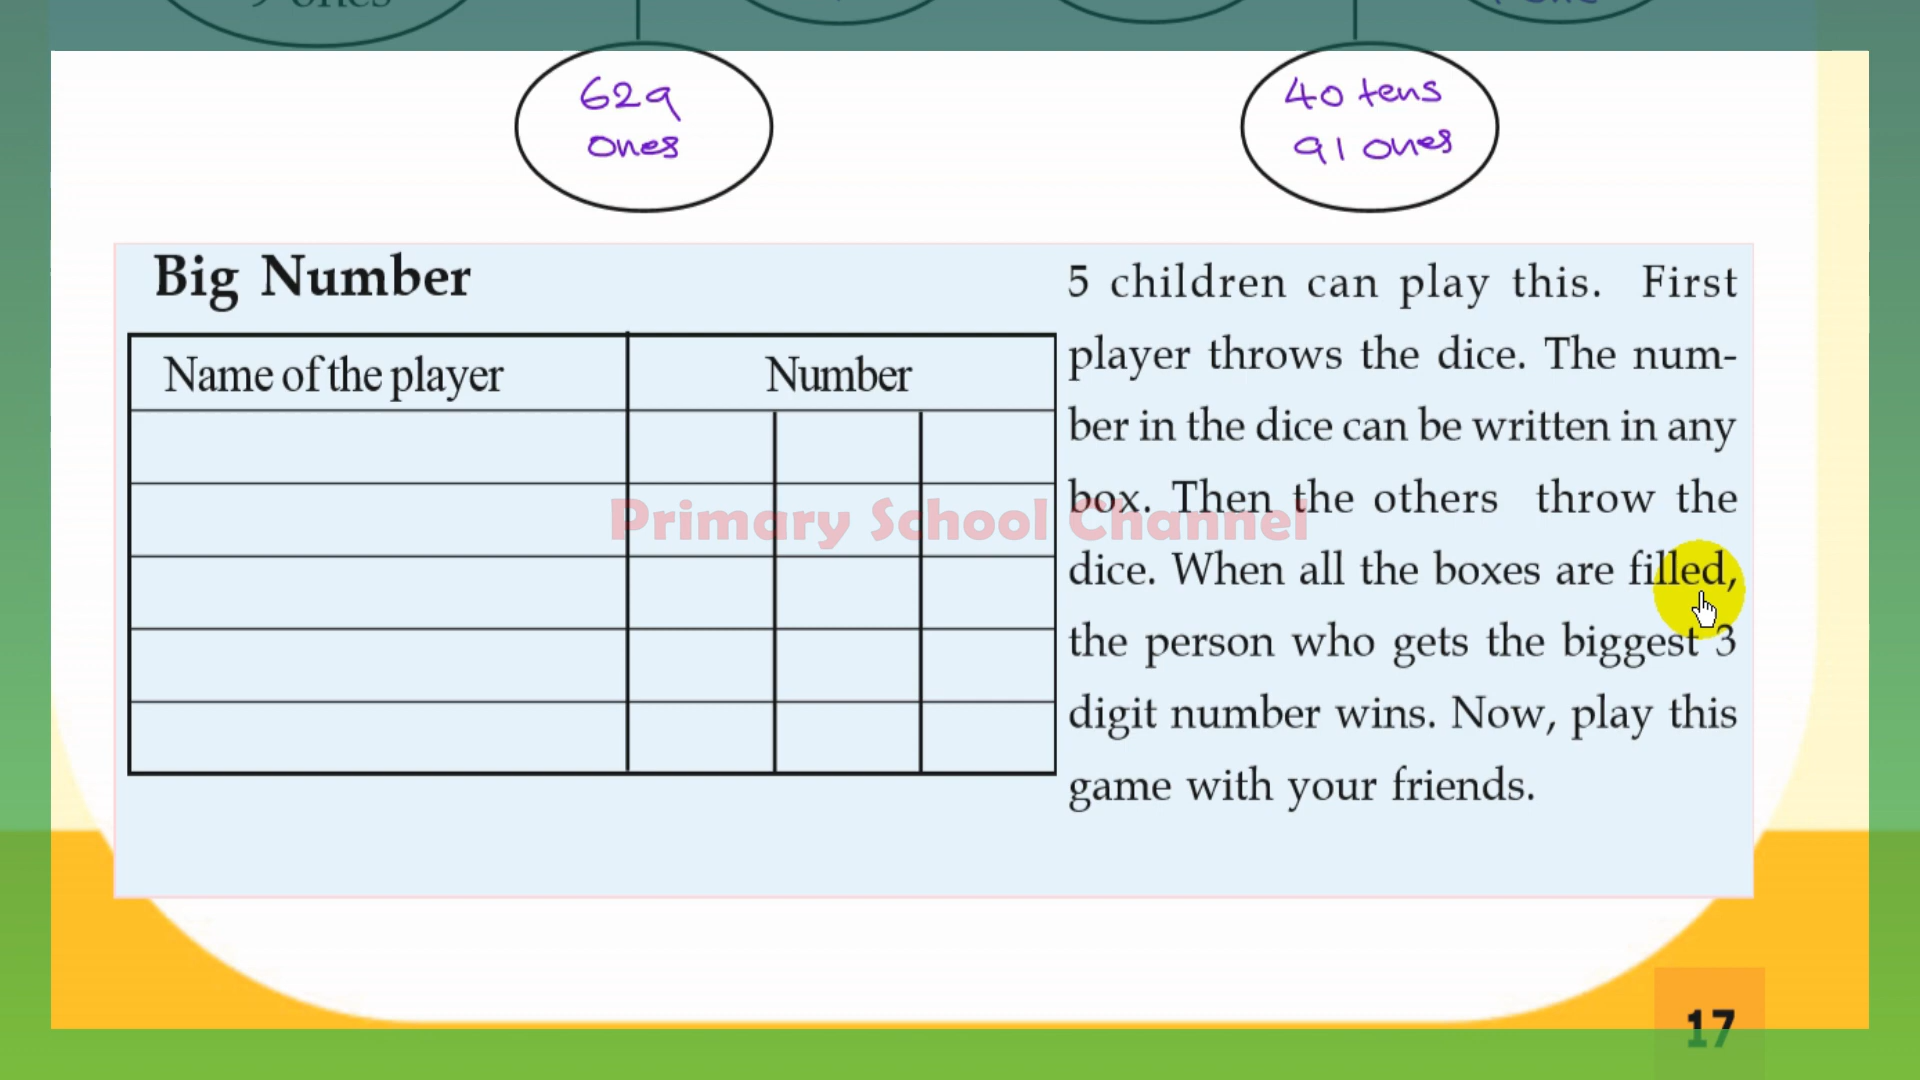 9 ones
one
629
ones
40 tens
91 ones
Big Number
Name of the player Number
5 children can play this. First
player throws the dice. The num-
ber in the dice can be written in any
box. Then the others throw the
dice. When all the boxes are filled,
the person who gets the biggest 3
digit number wins. Now, play this
game with your friends.
Primary School Channel
17